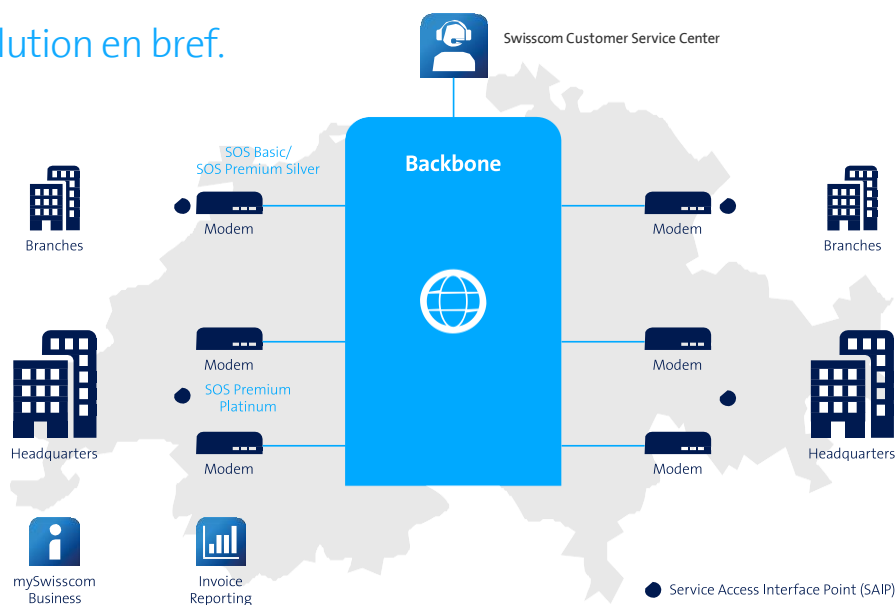 lution en bref.
Swisscom Customer Service Center
SOS Basic/
SOS Premium Silver
Backbone
Branches
Modem
Modem
Branches
Modem
Modem
SOS Premium
Platinum
Headquarters
Modem
Modem
Headquarters
mySwisscom
Business
Invoice
Reporting
Service Access Interface Point (SAIP)